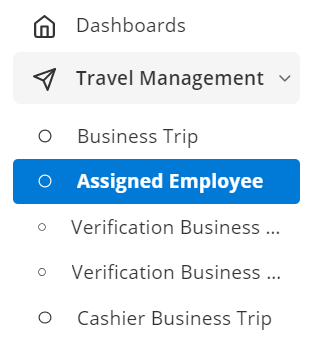 Dashboards
Travel Management
Business Trip
Assigned Employee
Verification Business ...
Verification Business ...
Cashier Business Trip